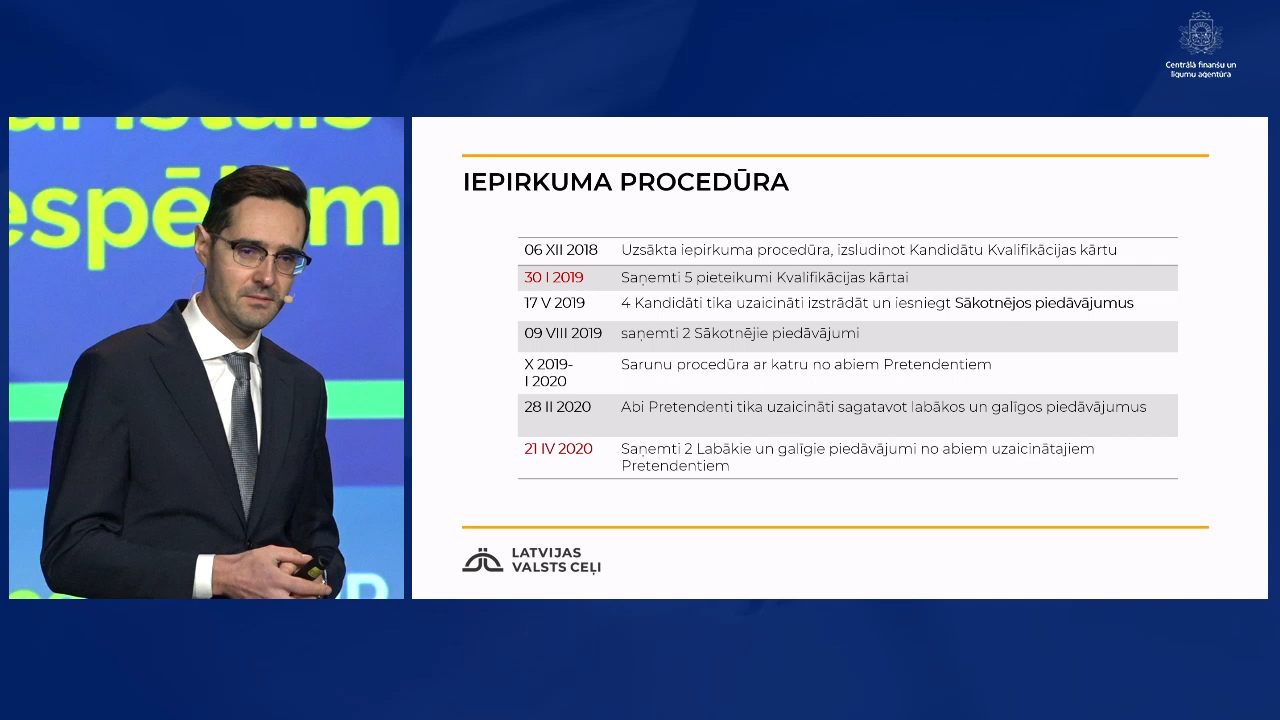 Centrālā finanšu un
līgumu aģentūra
IEPIRKUMA PROCEDŪRA
06 XII 2018 Uzsākta iepirkuma procedūra, izsludinot Kandidātu Kvalifikācijas kārtu
30 I 2019 Saņemti 5 pieteikumi Kvalifikācijas kārtai
17 V 2019 4 Kandidāti tika uzaicināti izstrādāt un iesniegt Sākotnējos piedāvājumus
09 VIII 2019 saņemti 2 Sākotnējie piedāvājumi
X 2019- Sarunu procedūra ar katru no abiem Pretendentiem
I 2020
28 II 2020 Abi Pretendenti tika uzaicināti sagatavot labākos un galīgos piedāvājumus
21 IV 2020 Saņemti 2 Labākie un galīgie piedāvājumi no abiem uzaicinātajiem
Pretendentiem
LATVIJAS
VALSTS CEĻI